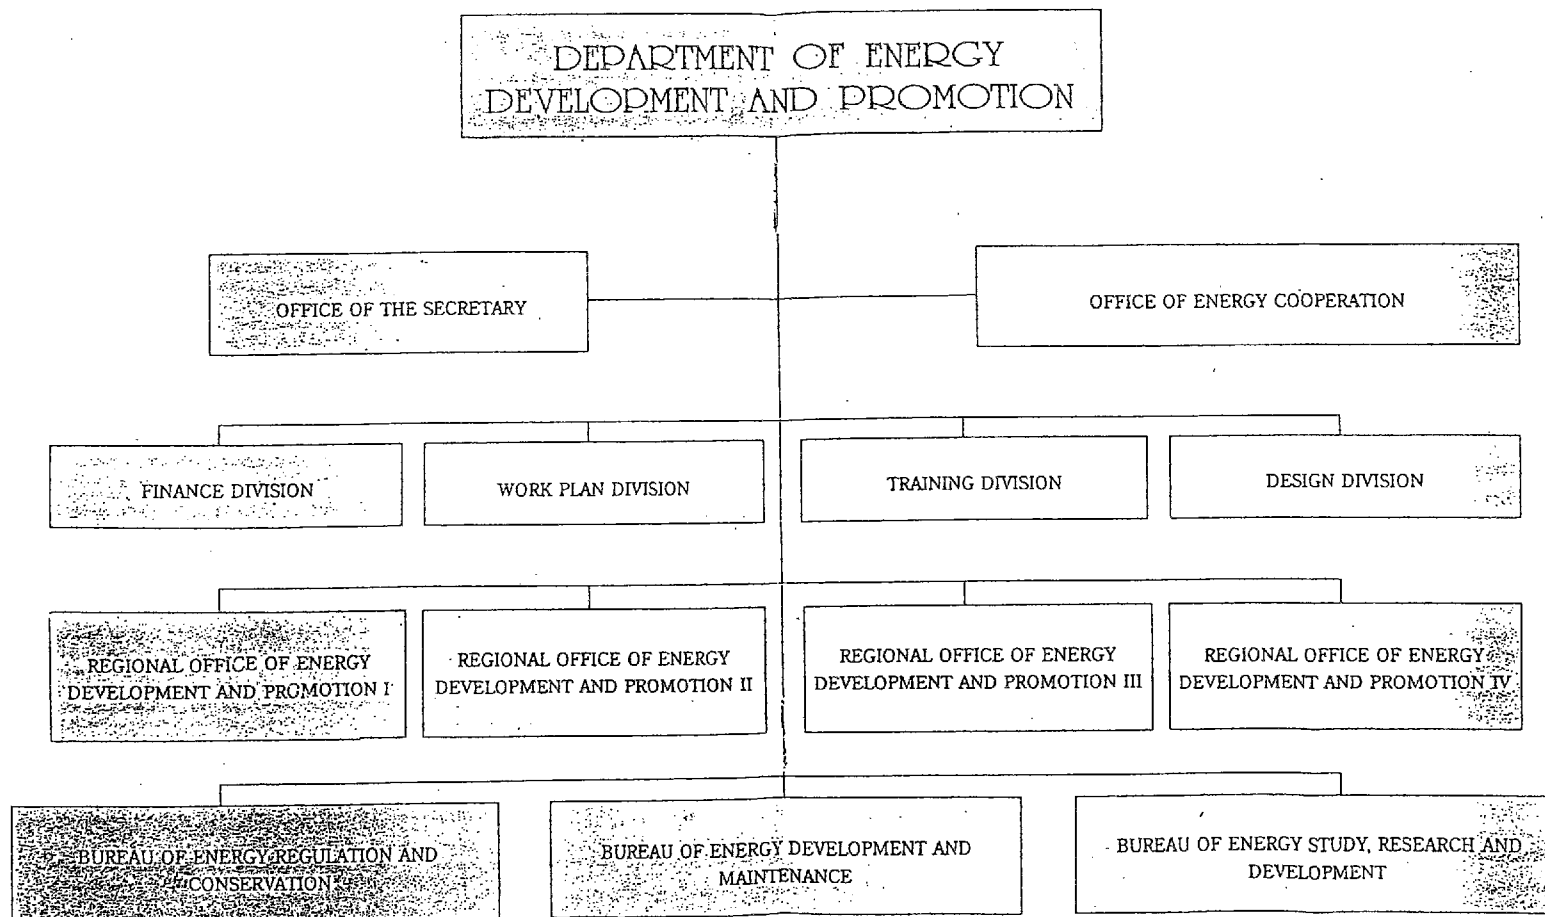 DEPARTMENT OF ENERGY
DEVELOPMENT AND PROMOTION
OFFICE OF THE SECRETARY
OFFICE OF ENERGY COOPERATION
FINANCE DIVISION
WORK PLAN DIVISION
TRAINING DIVISION
DESIGN DIVISION
REGIONAL OFFICE OF ENERGY
DEVELOPMENT AND PROMOTION I
REGIONAL OFFICE OF ENERGY
DEVELOPMENT AND PROMOTION II
REGIONAL OFFICE OF ENERGY
DEVELOPMENT AND PROMOTION III
REGIONAL OFFICE OF ENERGY
DEVELOPMENT AND PROMOTION IV
BUREAU OF ENERGY REGULATION AND
CONSERVATION
BUREAU OF ENERGY DEVELOPMENT AND
MAINTENANCE
BUREAU OF ENERGY STUDY, RESEARCH AND
DEVELOPMENT